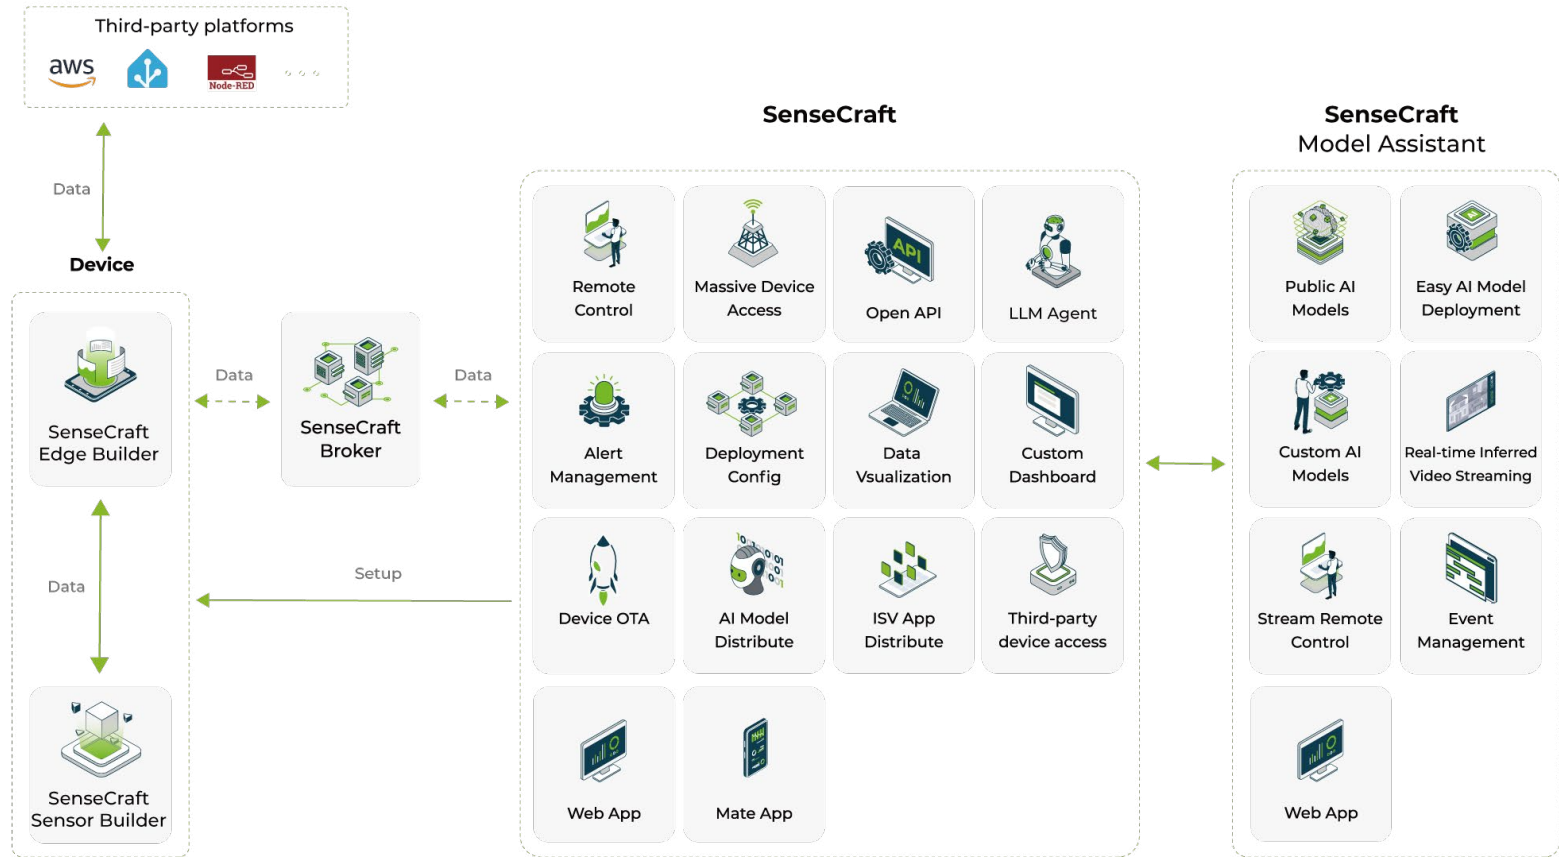 Third-party platforms
aws
Node-RED
Data
Device
SenseCraft
Edge Builder
Data
SenseCraft
Sensor Builder
Data
SenseCraft
Broker
Data
Setup
SenseCraft
Remote
Control
Massive Device
Access
API
Open API
LLM Agent
Alert
Management
Deployment
Config
Data
Vsualization
Custom
Dashboard
Device OTA
AI Model
Distribute
ISV App
Distribute
Third-party
device access
Web App
Mate App
SenseCraft
Model Assistant
Public AI
Models
Easy AI Model
Deployment
Custom AI
Models
Real-time Inferred
Video Streaming
Stream Remote
Control
Event
Management
Web App